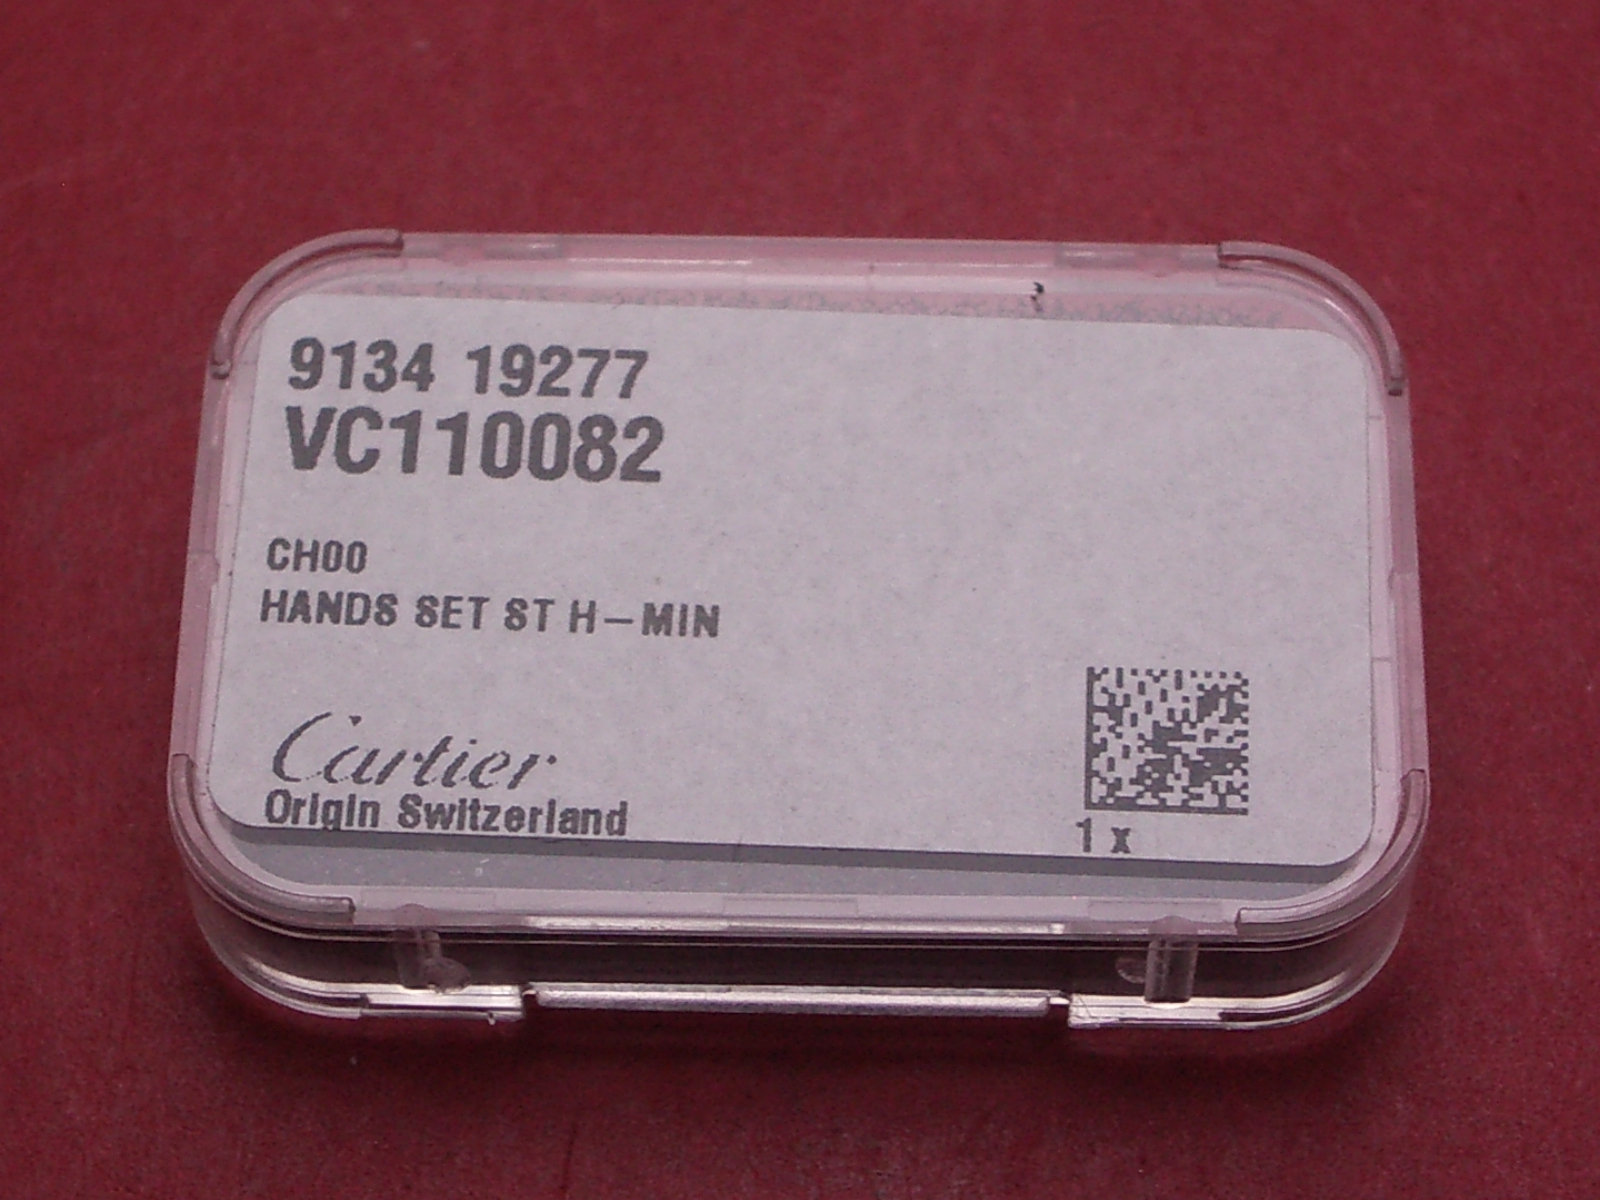 9134 19277
VC110082
CH00
HANDS SET ST H-MIN
Cartier
Origin Switzerland
1 x